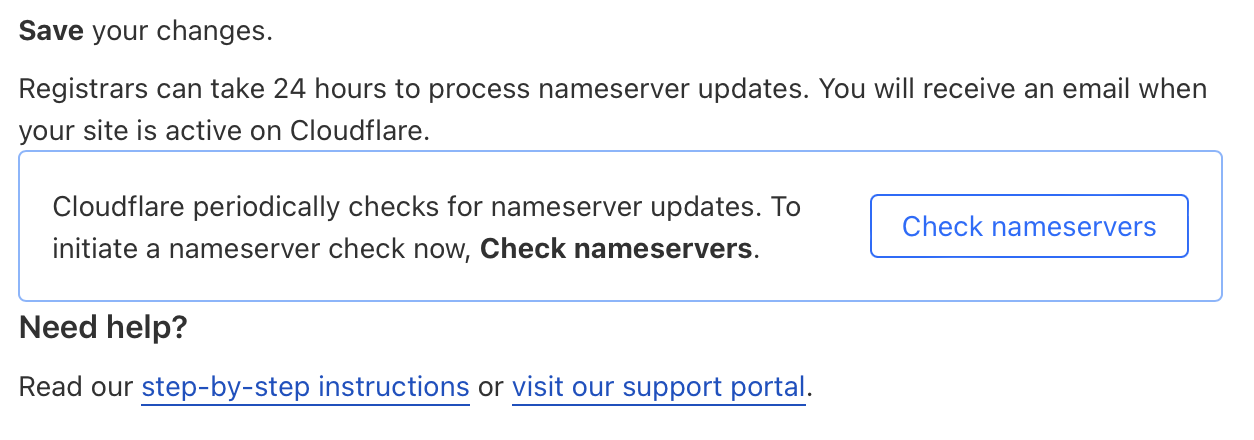 Save your changes.
Registrars can take 24 hours to process nameserver updates. You will receive an email when
your site is active on Cloudflare.
Cloudflare periodically checks for nameserver updates. To
initiate a nameserver check now, Check nameservers.
Check nameservers
Need help?
Read our step-by-step instructions or visit our support portal.